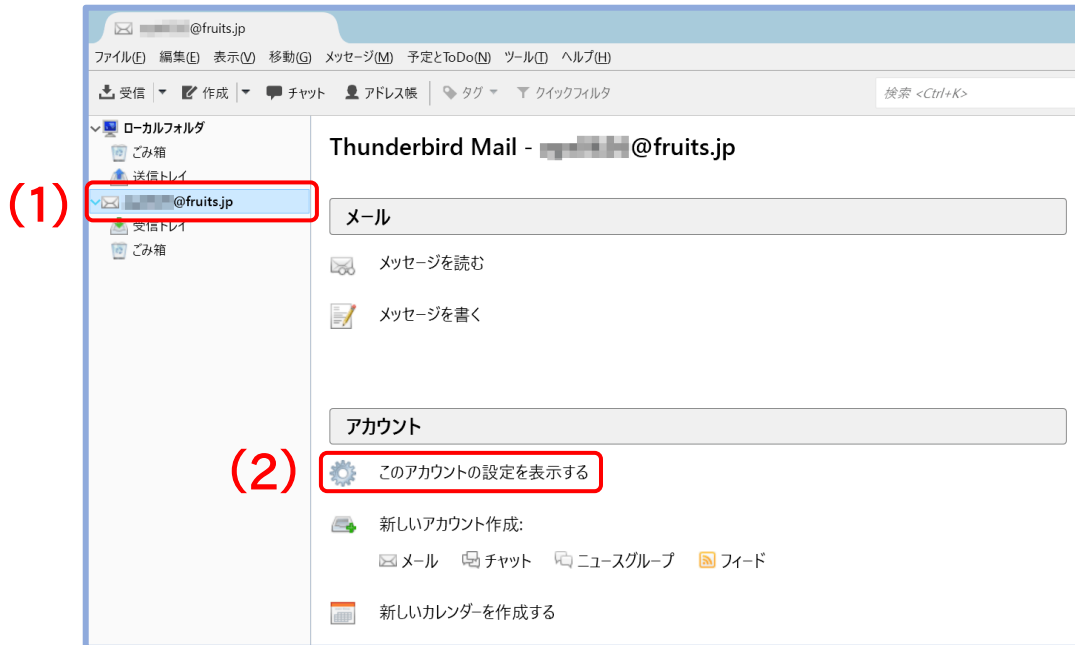 @fruits.jp
ファイル(F) 編集(E) 表示(V) 移動(G) メッセージ(M) 予定とToDo(N) ツール(T) ヘルプ(H)
受信 作成 チャット アドレス帳 タグ クイックフィルタ 検索 <Ctrl+K>
ローカルフォルダ
ごみ箱
送信トレイ
(1) @fruits.jp
受信トレイ
ごみ箱
Thunderbird Mail - @fruits.jp
メール
メッセージを読む
メッセージを書く
アカウント
(2) このアカウントの設定を表示する
新しいアカウント作成:
メール チャット ニュースグループ フィード
新しいカレンダーを作成する